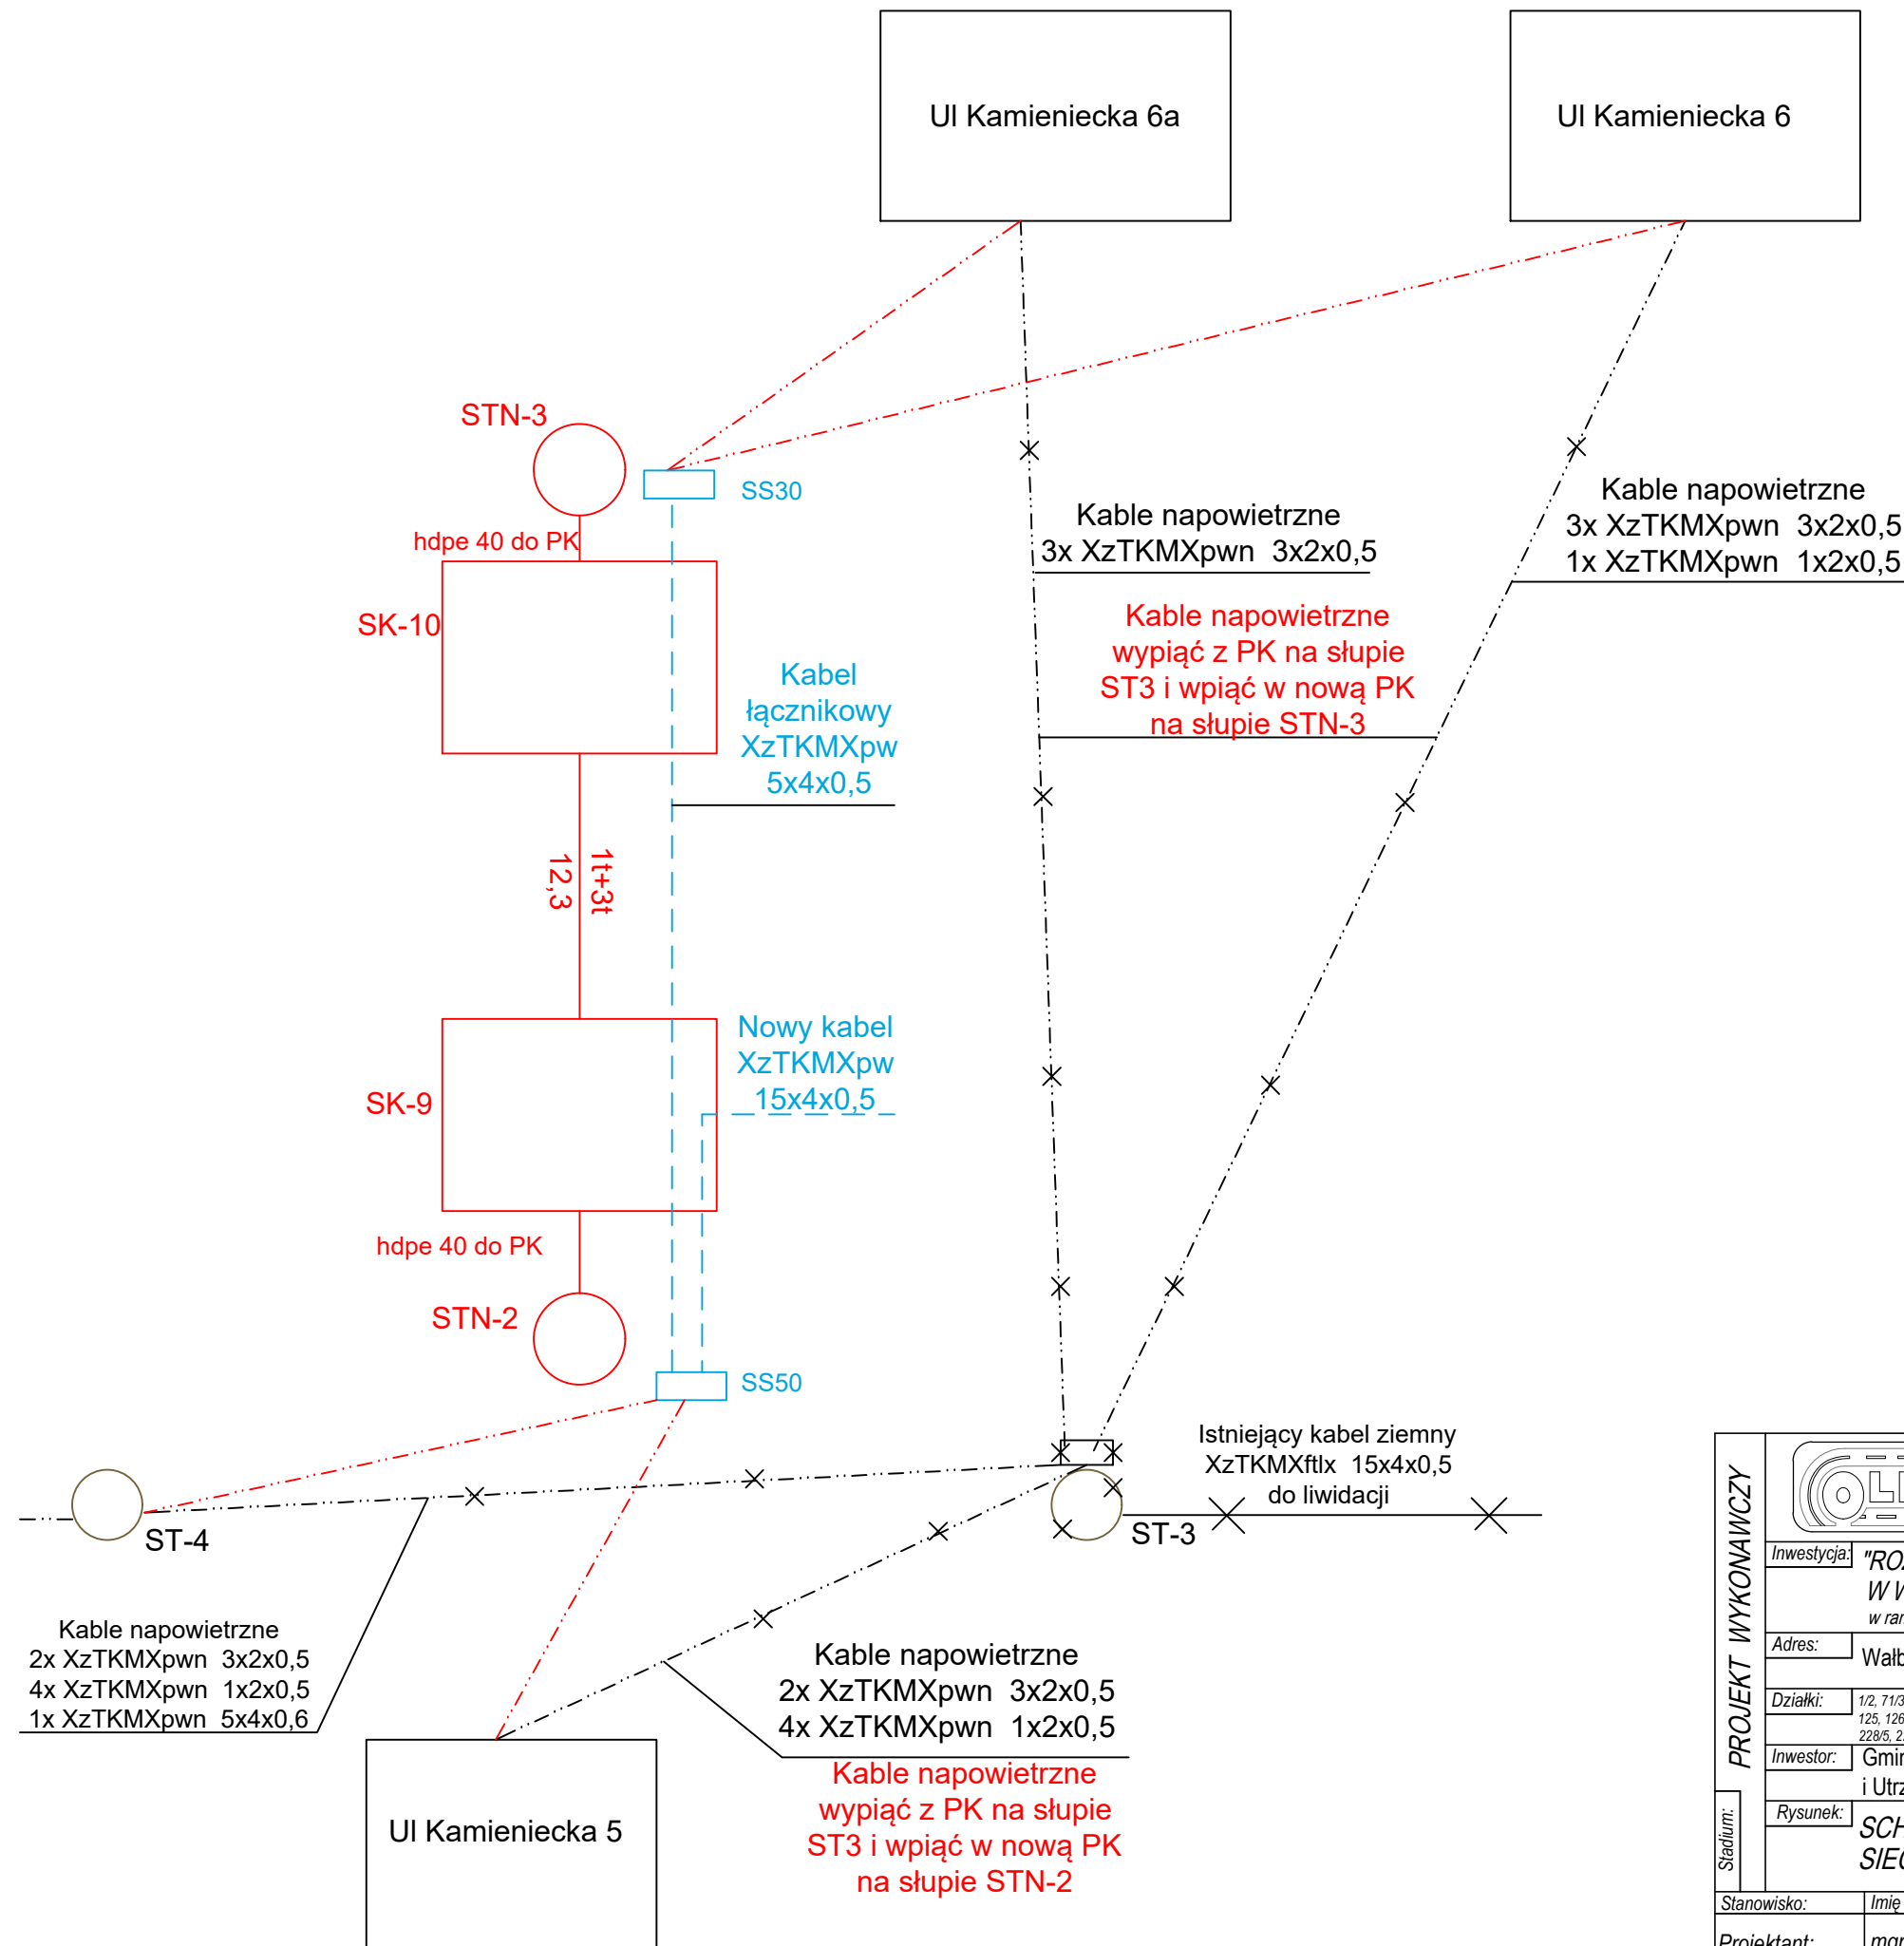 Ul Kamieniecka 6a
Ul Kamieniecka 6
STN-3
SS30
hdpe 40 do PK
SK-10
Kable napowietrzne
3x XzTKMXpwn 3x2x0,5
Kable napowietrzne
3x XzTKMXpwn 3x2x0,5
1x XzTKMXpwn 1x2x0,5
Kable napowietrzne
wypiąć z PK na słupie
ST3 i wpiąć w nową PK
na słupie STN-3
Kabel
łącznikowy
XzTKMXpw
5x4x0,5
1t+3t
12,3
Nowy kabel
XzTKMXpw
15x4x0,5
SK-9
hdpe 40 do PK
STN-2
SS50
Istniejący kabel ziemny
XzTKMXftlx 15x4x0,5
do liwidacji
ST-4
ST-3
Kable napowietrzne
2x XzTKMXpwn 3x2x0,5
4x XzTKMXpwn 1x2x0,5
1x XzTKMXpwn 5x4x0,6
Kable napowietrzne
2x XzTKMXpwn 3x2x0,5
4x XzTKMXpwn 1x2x0,5
Kable napowietrzne
wypiąć z PK na słupie
ST3 i wpiąć w nową PK
na słupie STN-2
Ul Kamieniecka 5
PROJEKT WYKONAWCZY
Stadium:
Inwestycja:
W
w
Adres:
Działki:
1/2,
125,
228/5,
Inwestor:
i
Rysunek:
Stanowisko:
Imię
Projektant: